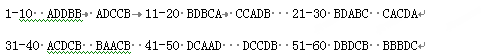 1-10 ADDBB ADCCB 11-20 BDBCA CCADB 21-30 BDABC CACDA
31-40 ACDCB BAACB 41-50 DCAAD DCCDB 51-60 DBDCB BBBDC